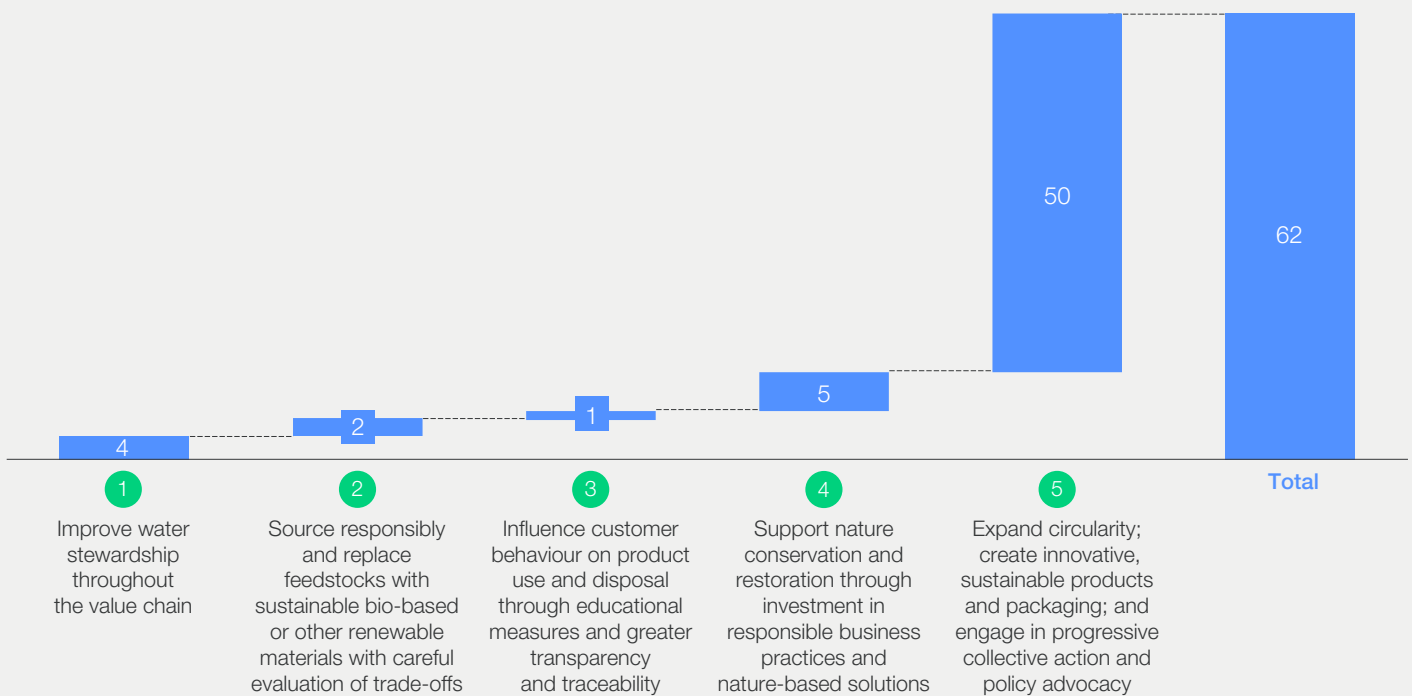 50
62
5
2
1
4
1
2
3
4
5
Total
Improve water
stewardship
throughout
the value chain
Source responsibly
and replace
feedstocks with
sustainable bio-based
or other renewable
materials with careful
evaluation of trade-offs
Influence customer
behaviour on product
use and disposal
through educational
measures and greater
transparency
and traceability
Support nature
conservation and
restoration through
investment in
responsible business
practices and
nature-based solutions
Expand circularity;
create innovative,
sustainable products
and packaging; and
engage in progressive
collective action and
policy advocacy